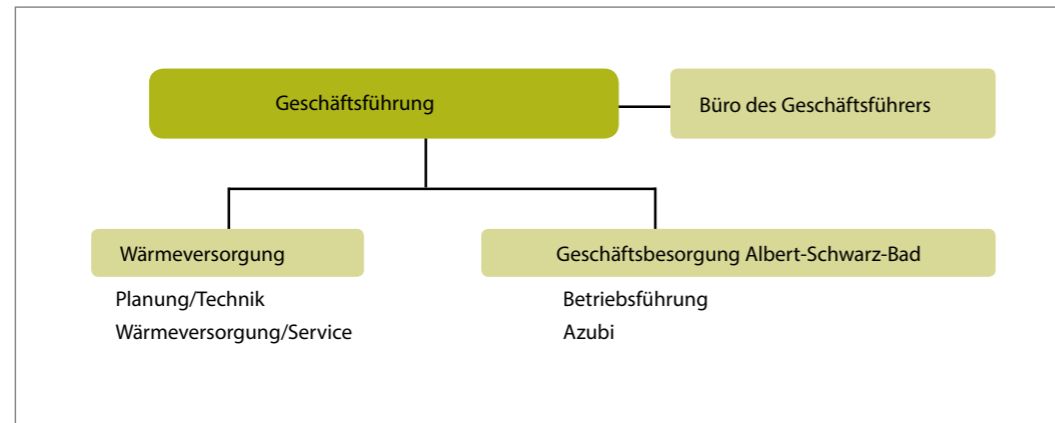 Geschäftsführung
Büro des Geschäftsführers
Wärmeversorgung
Planung/Technik
Wärmeversorgung/Service
Geschäftsbesorgung Albert-Schwarz-Bad
Betriebsführung
Azubi